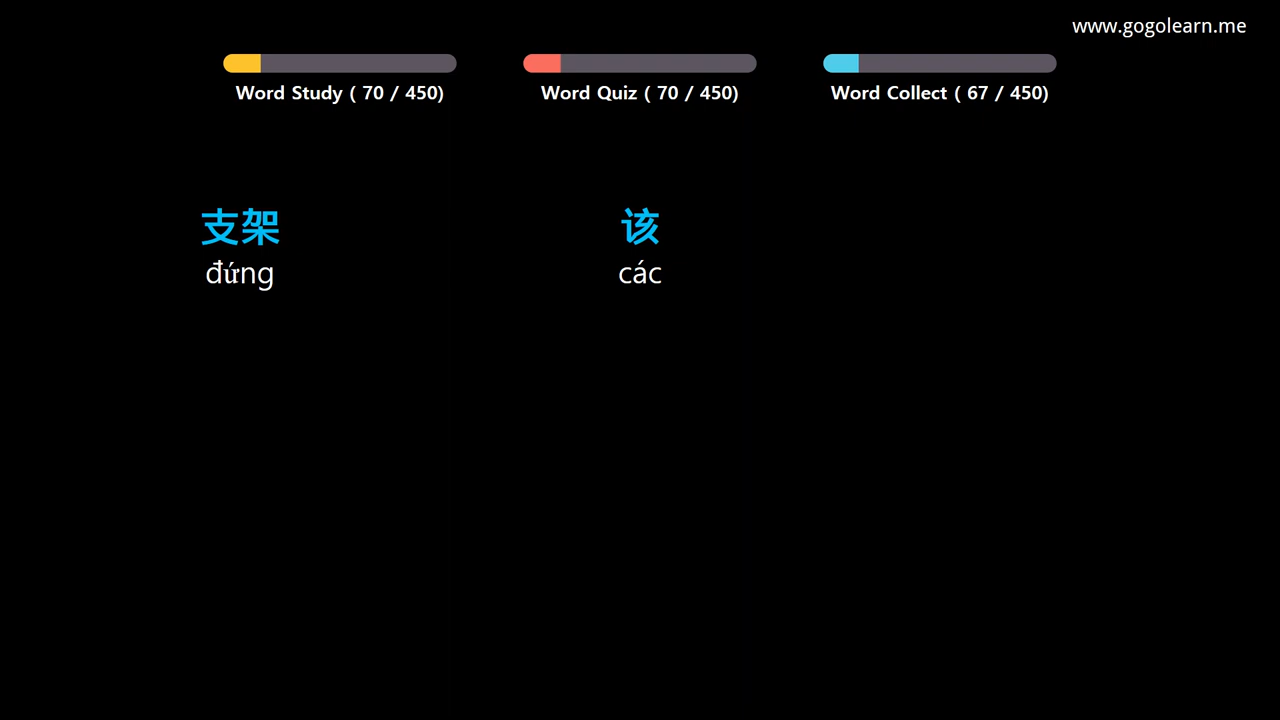 www.gogolearn.me
Word Study ( 70 / 450)
Word Quiz ( 70 / 450)
Word Collect ( 67 / 450)
支架
đứng
该
các